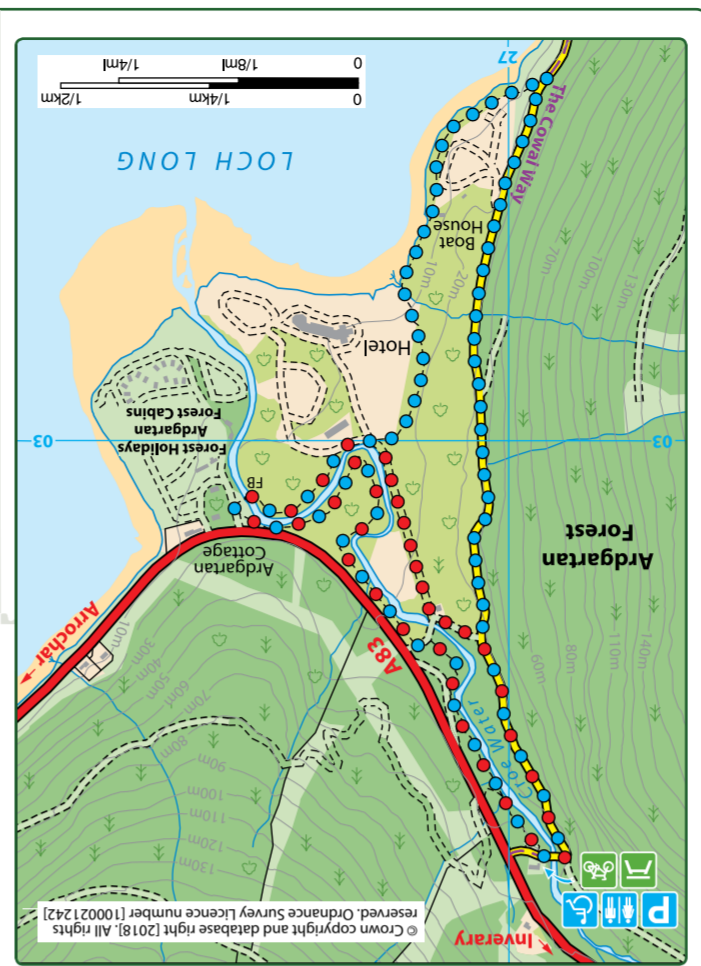 P
Inverary
© Crown copyright and database right [2018]. All rights
reserved. Ordnance Survey Licence number [100021242]
130m
120m
110m
100m
90m
80m
70m
60m
50m
40m
30m
10m
Croe Water
A83
Arrochar
60m
80m
110m
140m
Ardgartan
Forest
Ardgartan
Cottage
FB
03
03
Forest Holidays
Ardgartan
Forest Cabins
Hotel
10m
20m
70m
100m
130m
Boat
House
The Cowal Way
LOCH LONG
27
0
1/4km
1/2km
0
1/8ml
1/4ml